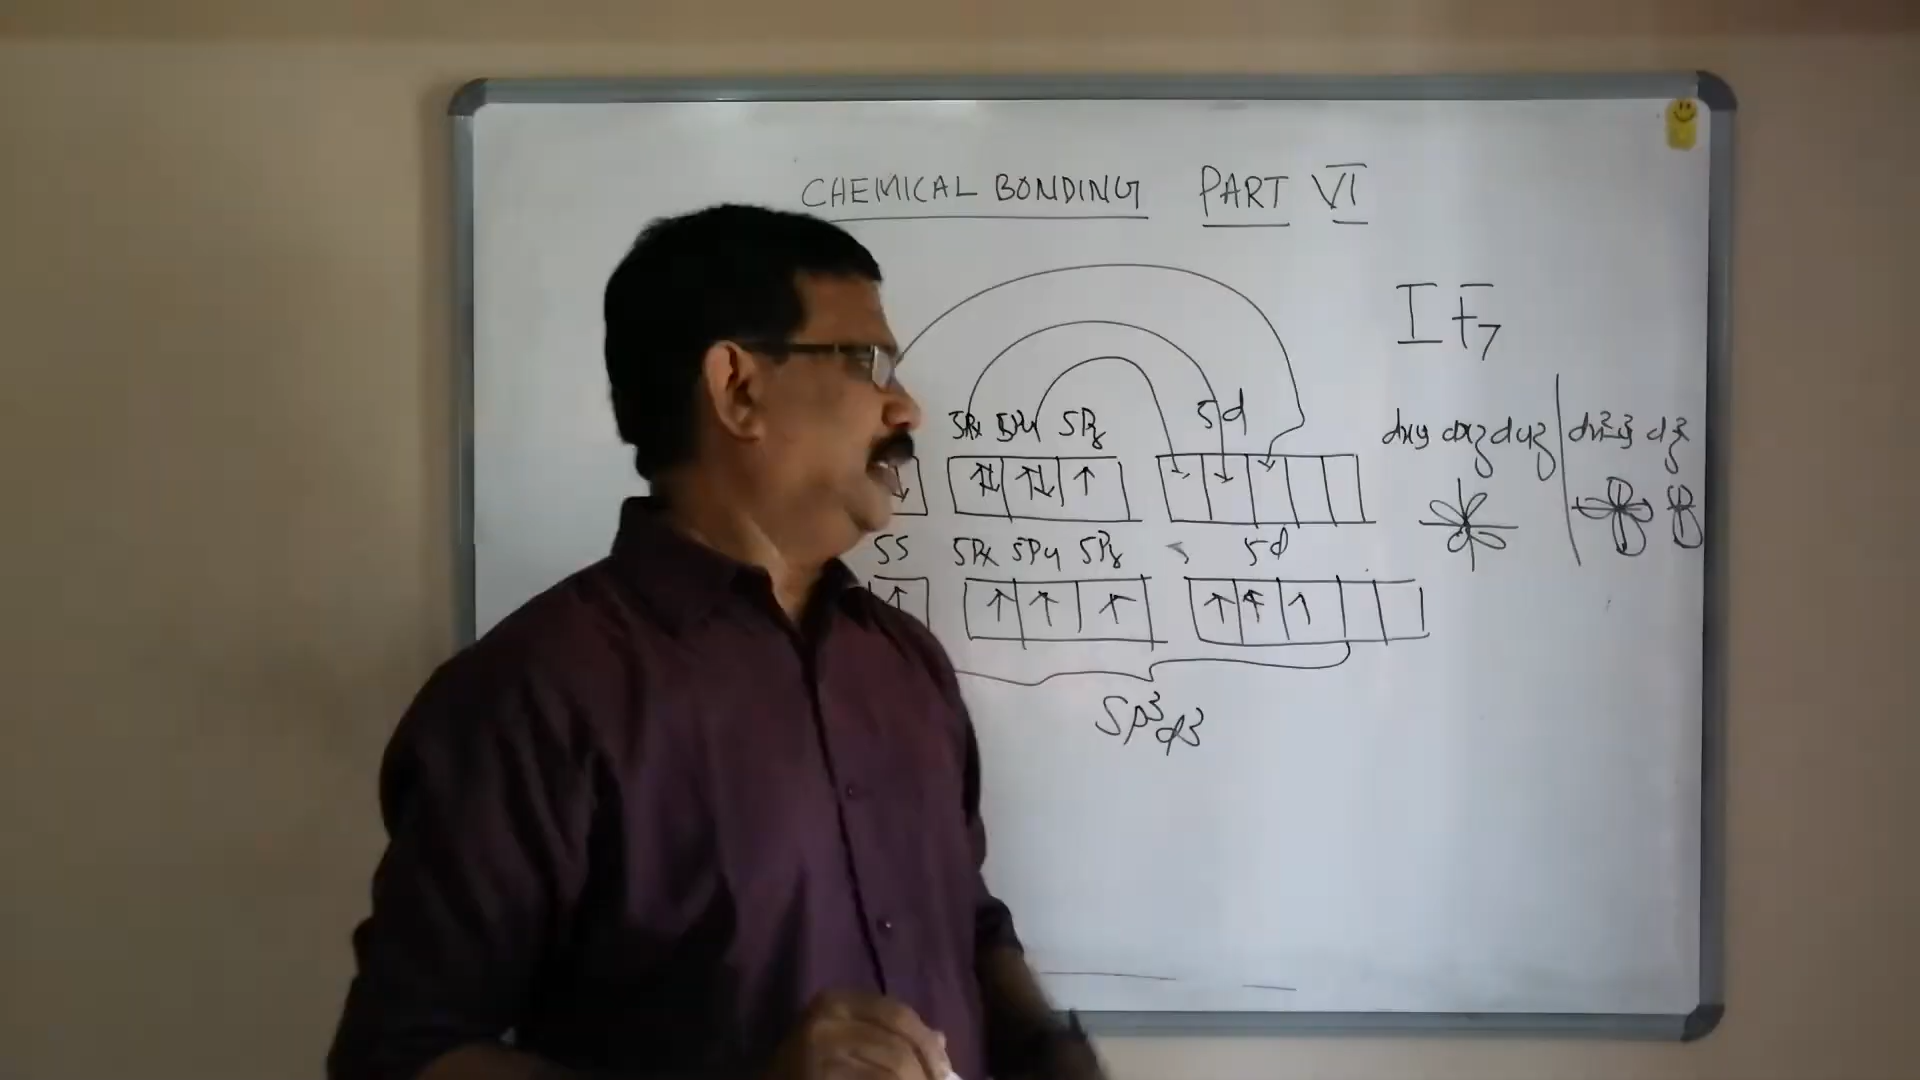 CHEMICAL BONDING PART VI
IF7
5Px 5Py 5Pz 5d
dxy dxz dyz dx²-y² dz²
5S 5Px 5Py 5Pz 5d
SP³d³